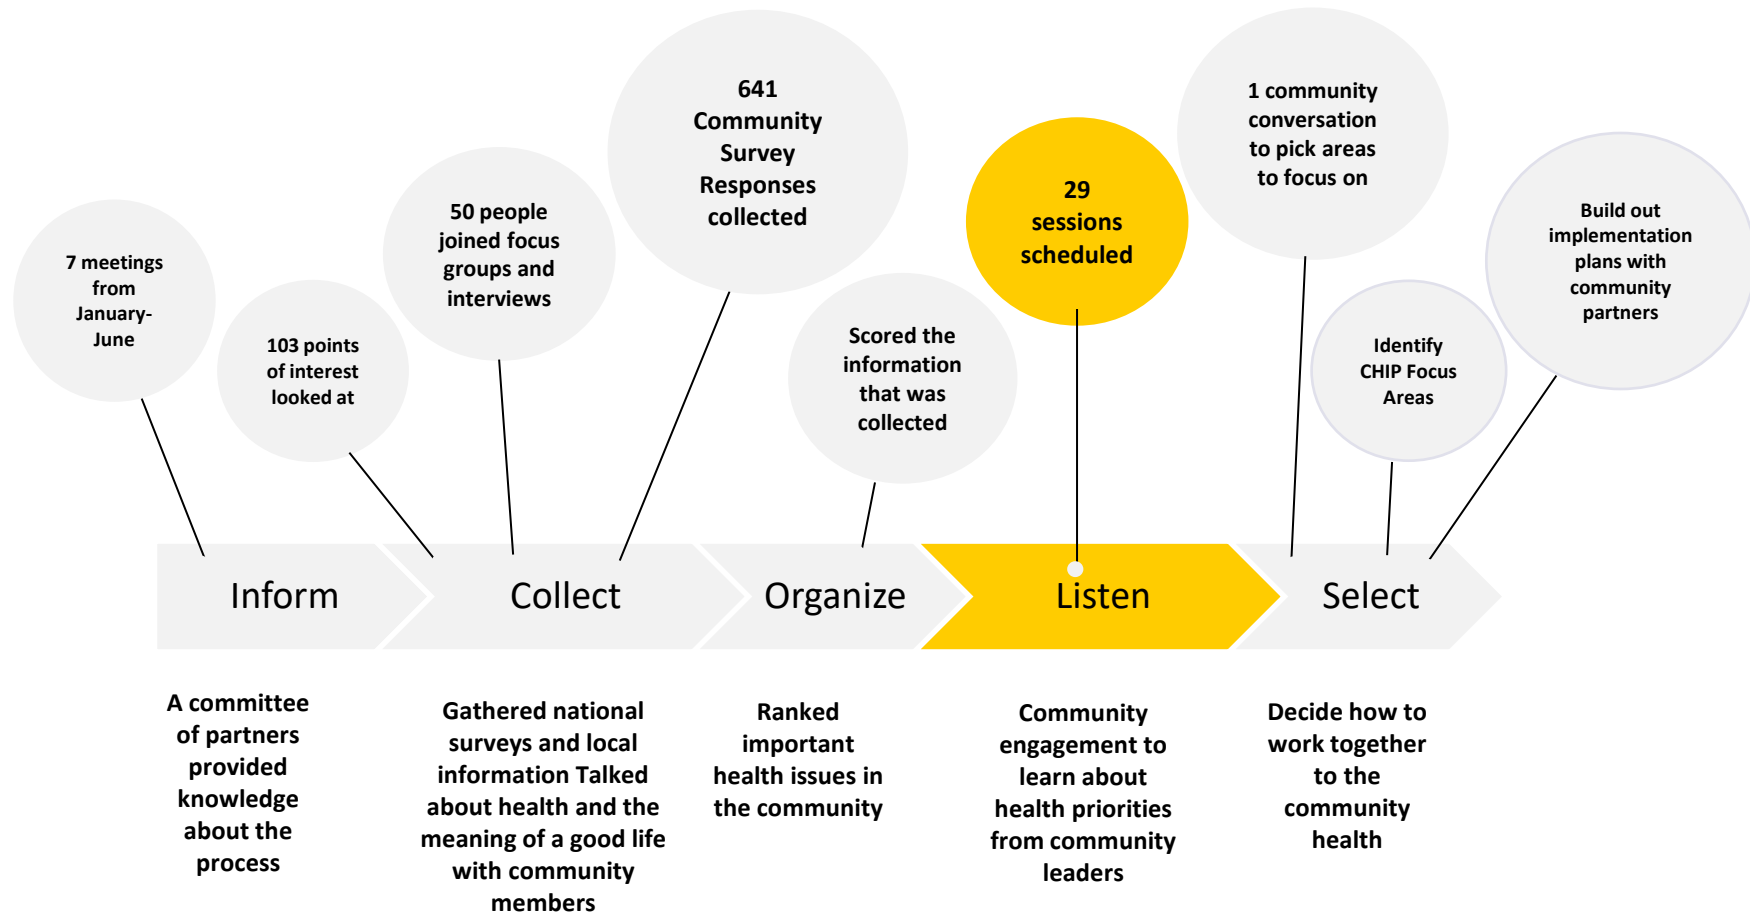 7 meetings
from
January-
June
103 points
of interest
looked at
50 people
joined focus
groups and
interviews
641
Community
Survey
Responses
collected
Scored the
information
that was
collected
29
sessions
scheduled
1 community
conversation
to pick areas
to focus on
Identify
CHIP Focus
Areas
Build out
implementation
plans with
community
partners
Inform
Collect
Organize
Listen
Select
A committee
of partners
provided
knowledge
about the
process
Gathered national
surveys and local
information Talked
about health and the
meaning of a good life
with community
members
Ranked
important
health issues in
the community
Community
engagement to
learn about
health priorities
from community
leaders
Decide how to
work together
to the
community
health